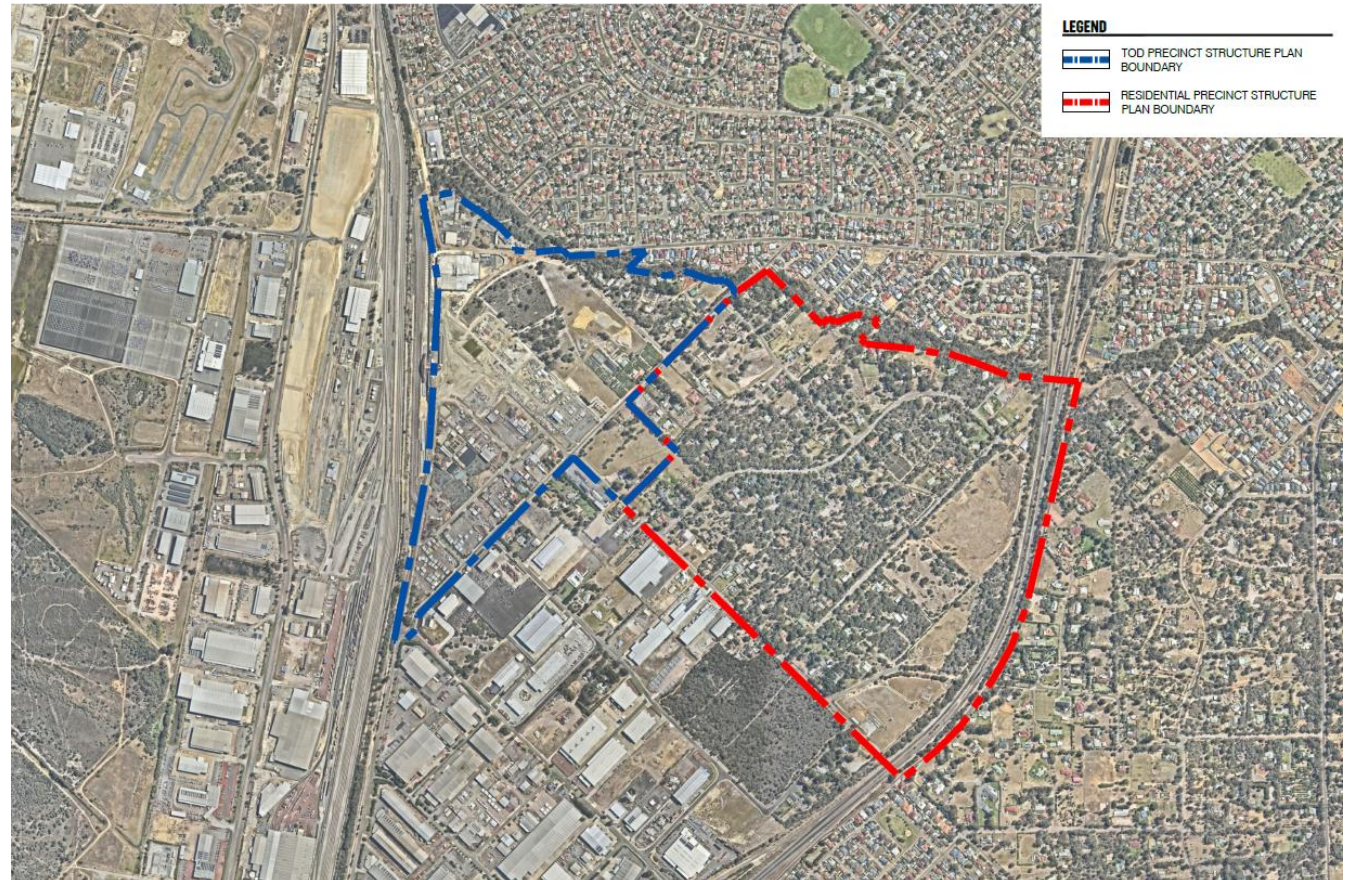 LEGEND
TOD PRECINCT STRUCTURE PLAN
BOUNDARY
RESIDENTIAL PRECINCT STRUCTURE
PLAN BOUNDARY